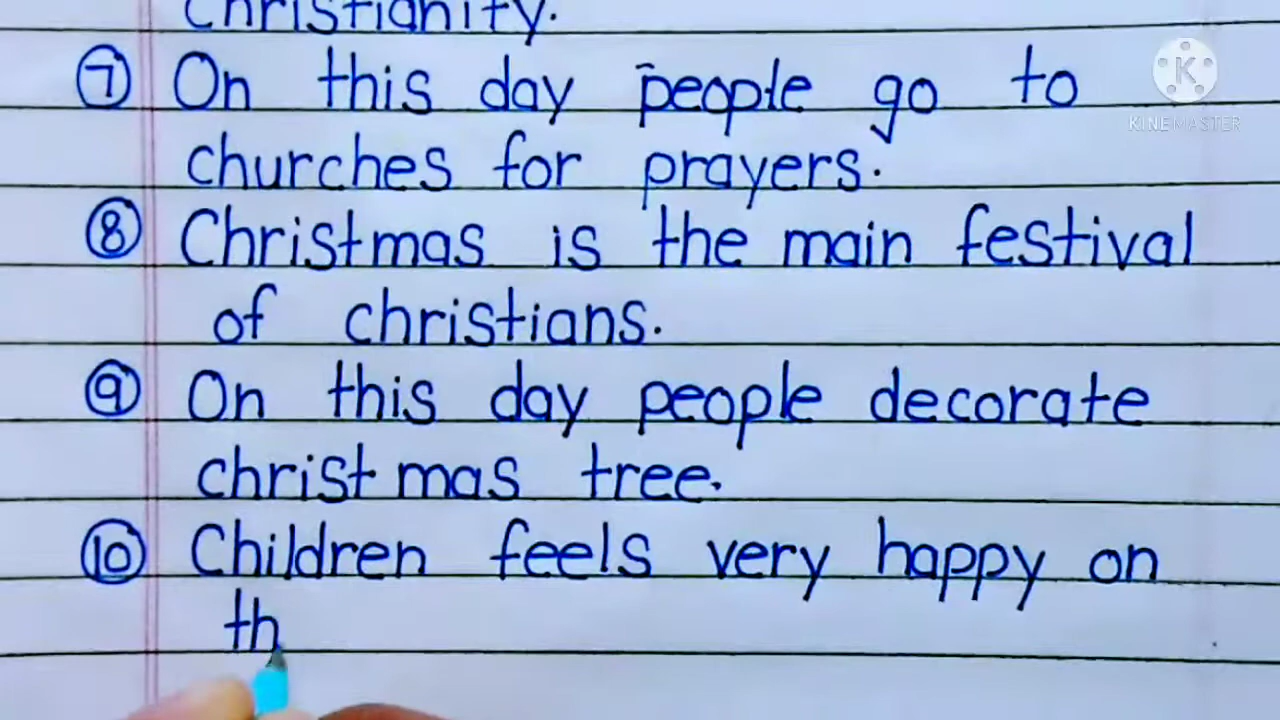 Christianity.
⑦ On this day people go to
churches for prayers.
⑧ Christmas is the main festival
of christians.
⑨ On this day people decorate
christmas tree.
⑩ Children feels very happy on
th
K
KINEMASTER